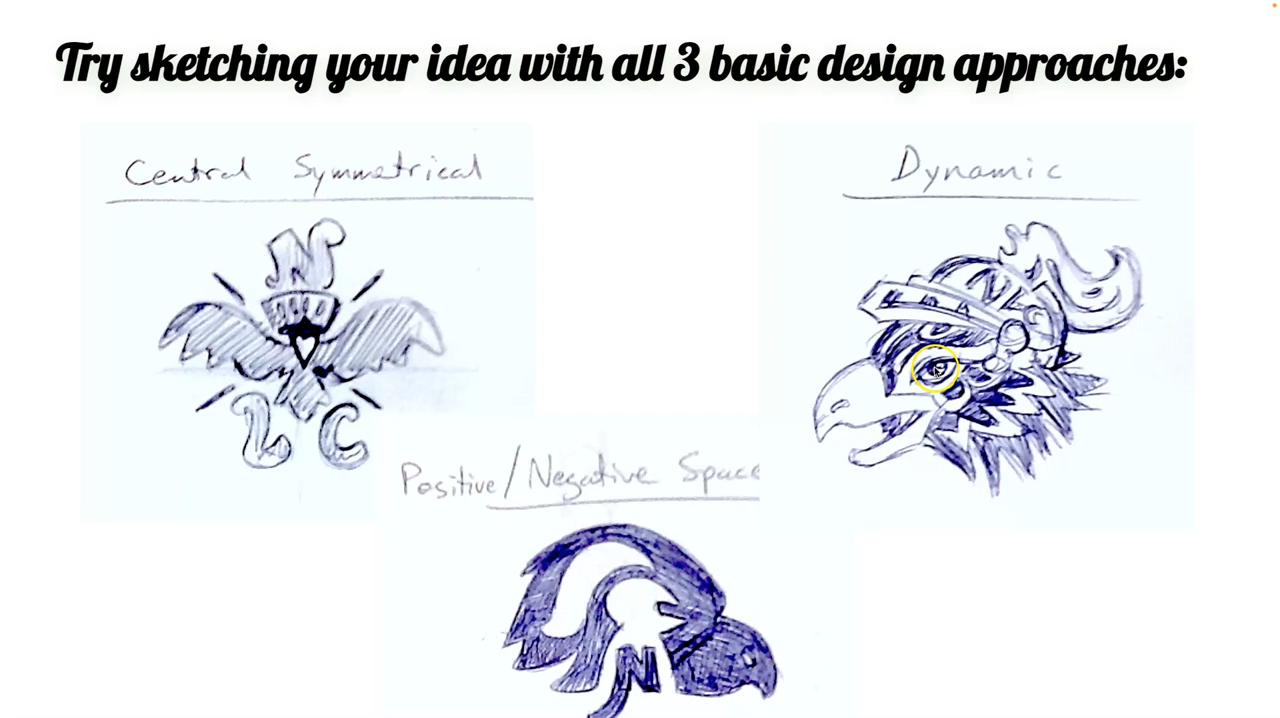 Try sketching your idea with all 3 basic design approaches:
Central Symmetrical
Dynamic
N
L C
Positive/Negative Space
N